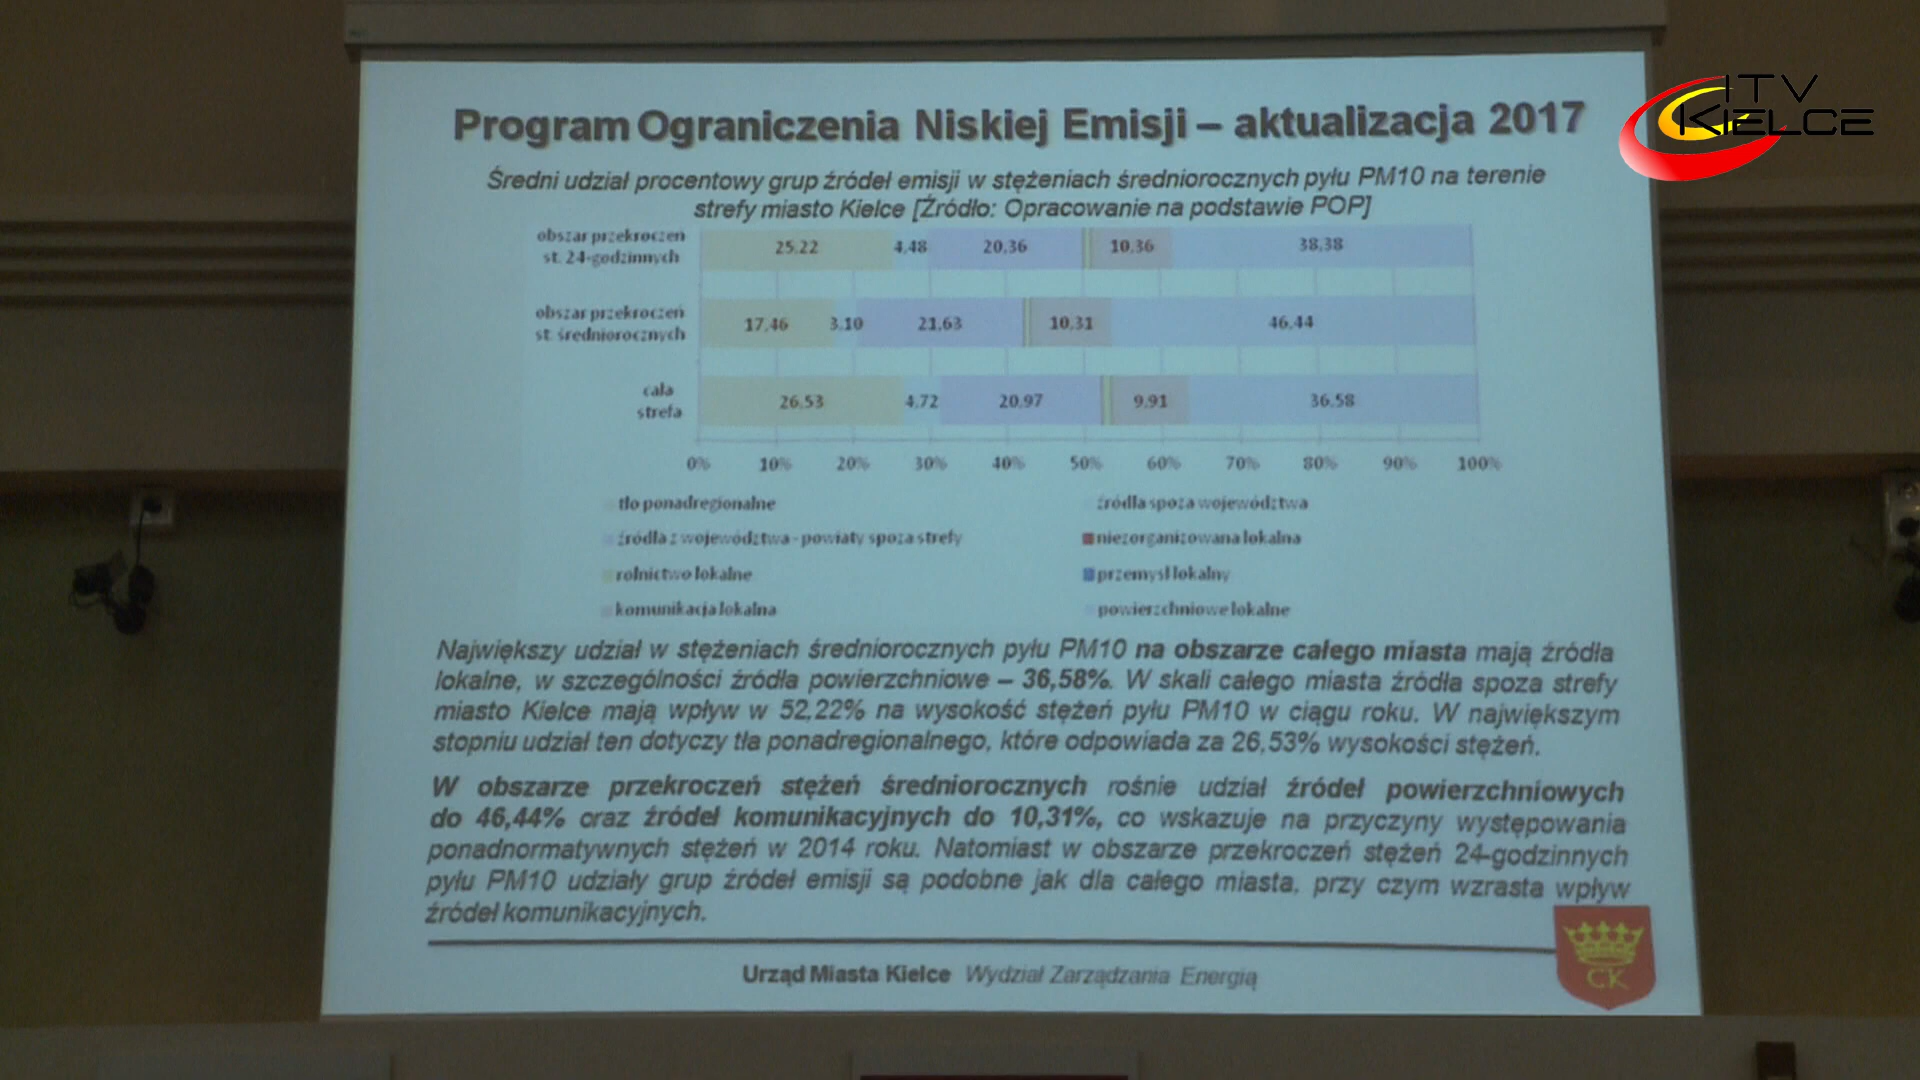 ITV
KIELCE
Program Ograniczenia Niskiej Emisji – aktualizacja 2017
Średni udział procentowy grup źródeł emisji w stężeniach średniorocznych pyłu PM10 na terenie
strefy miasto Kielce [Źródło: Opracowanie na podstawie POP]
obszar przekroczeń
st. 24-godzinnych
25.22 4.48 20.36 10.36 38.38
obszar przekroczeń
st. średniorocznych
17.46 3.10 21.63 10.31 46.44
cała
strefa
26.53 4.72 20.97 9.91 36.58
0% 10% 20% 30% 40% 50% 60% 70% 80% 90% 100%
tło ponadregionalne
źródła spoza województwa
źródła z województwa - powiaty spoza strefy
niezorganizowana lokalna
rolnictwo lokalne
przemysł lokalny
komunikacja lokalna
powierzchniowe lokalne
Największy udział w stężeniach średniorocznych pyłu PM10 na obszarze całego miasta mają źródła
lokalne, w szczególności źródła powierzchniowe – 36,58%. W skali całego miasta źródła spoza strefy
miasto Kielce mają wpływ w 52,22% na wysokość stężeń pyłu PM10 w ciągu roku. W największym
stopniu udział ten dotyczy tła ponadregionalnego, które odpowiada za 26,53% wysokości stężeń.
W obszarze przekroczeń stężeń średniorocznych rośnie udział źródeł powierzchniowych
do 46,44% oraz źródeł komunikacyjnych do 10,31%, co wskazuje na przyczyny występowania
ponadnormatywnych stężeń w 2014 roku. Natomiast w obszarze przekroczeń stężeń 24-godzinnych
pyłu PM10 udziały grup źródeł emisji są podobne jak dla całego miasta, przy czym wzrasta wpływ
źródeł komunikacyjnych.
Urząd Miasta Kielce Wydział Zarządzania Energią
CK